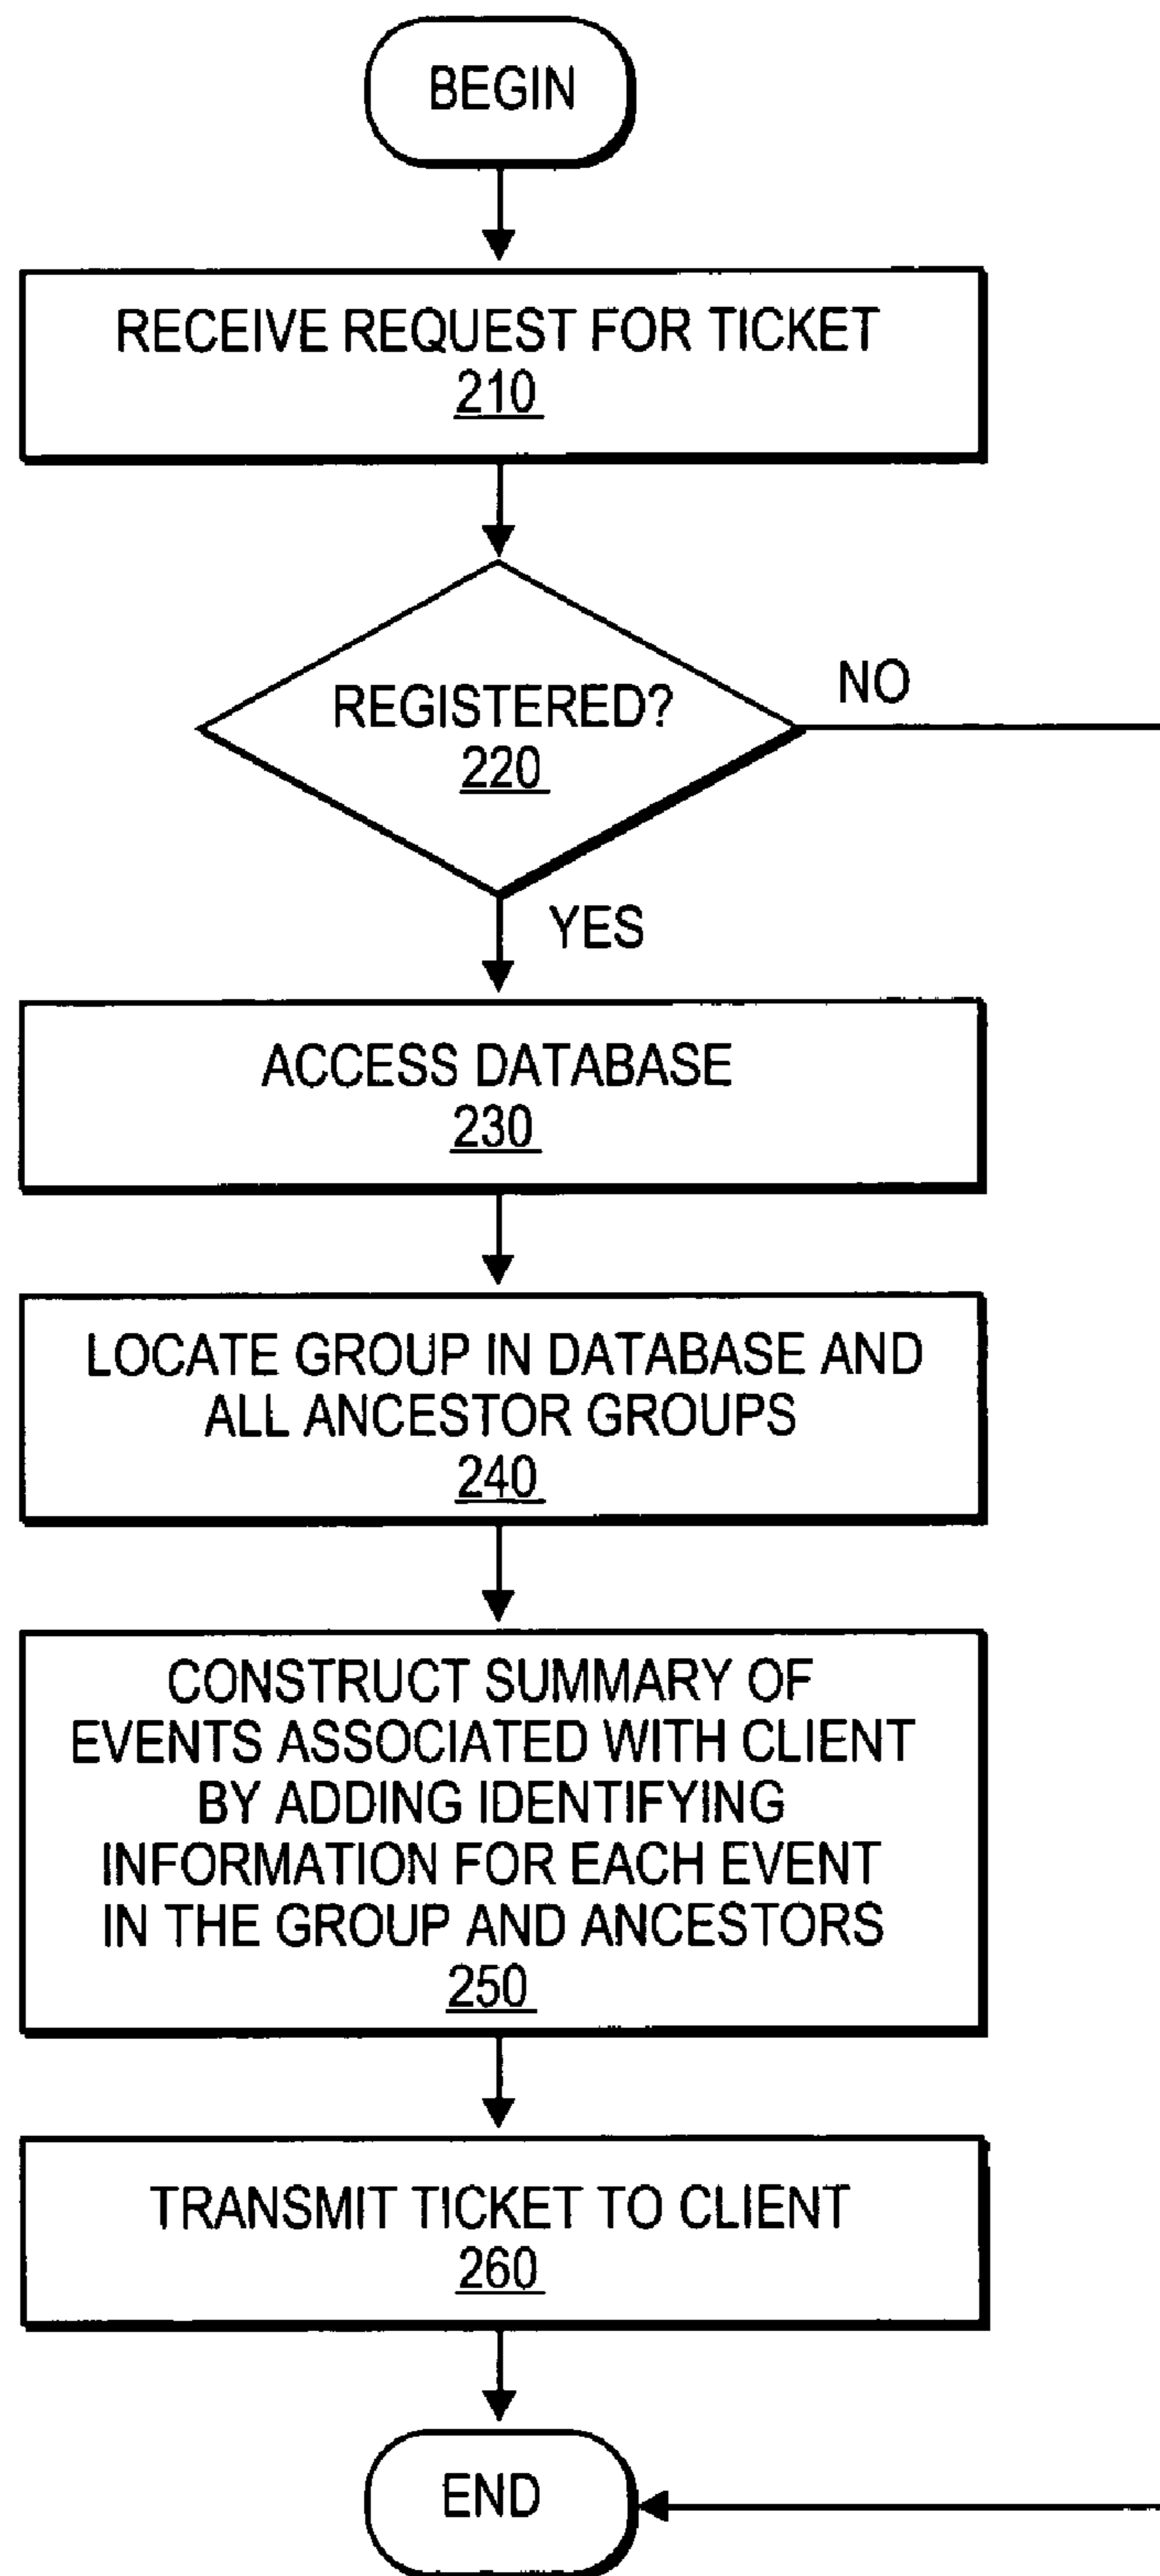 BEGIN
RECEIVE REQUEST FOR TICKET
210
REGISTERED?
220
NO
YES
ACCESS DATABASE
230
LOCATE GROUP IN DATABASE AND
ALL ANCESTOR GROUPS
240
CONSTRUCT SUMMARY OF
EVENTS ASSOCIATED WITH CLIENT
BY ADDING IDENTIFYING
INFORMATION FOR EACH EVENT
IN THE GROUP AND ANCESTORS
250
TRANSMIT TICKET TO CLIENT
260
END